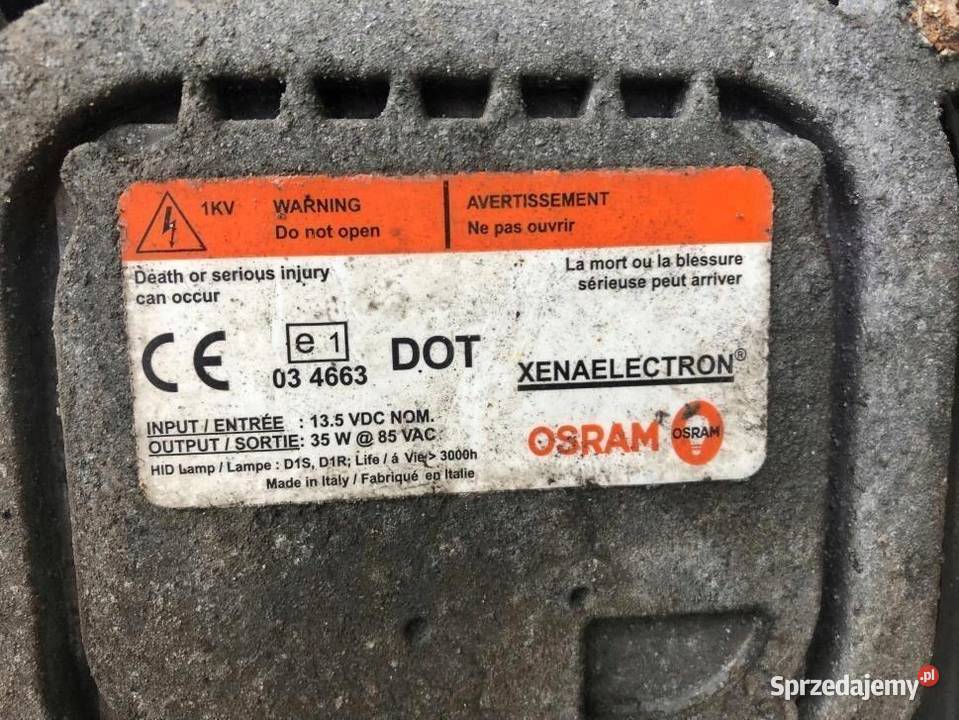 1KV WARNING
Do not open
AVERTISSEMENT
Ne pas ouvrir
Death or serious injury
can occur
La mort ou la blessure
sérieuse peut arriver
CE
e 1
03 4663
DOT
XENAELECTRON®
INPUT / ENTRÉE : 13.5 VDC NOM.
OUTPUT / SORTIE: 35 W @ 85 VAC
HID Lamp / Lampe : D1S, D1R; Life / á Vie> 3000h
Made in Italy / Fabriqué en Italie
OSRAM OSRAM
Sprzedajemy.pl